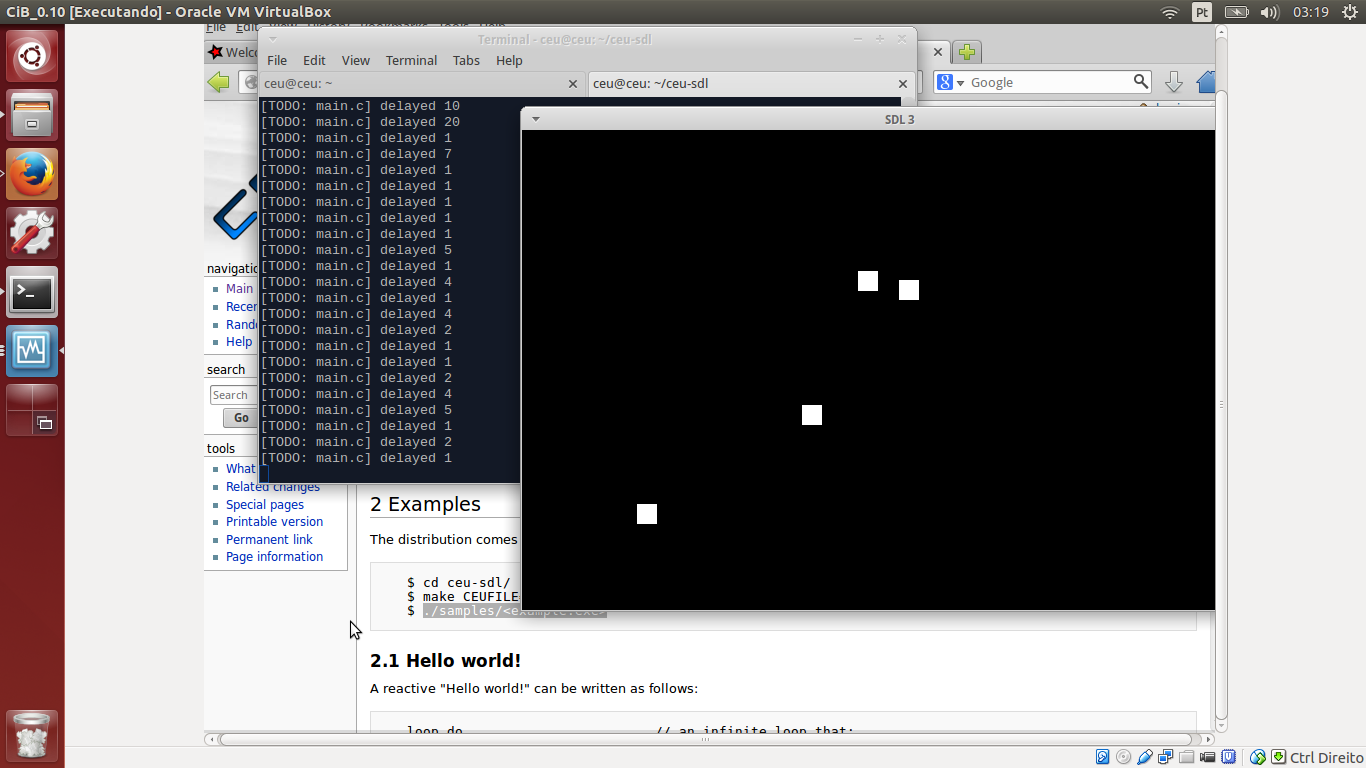 CiB_0.10 [Executando] - Oracle VM VirtualBox
Pt
03:19
File
Terminal - ceu@ceu: ~/ceu-sdl
File Edit View Terminal Tabs Help
ceu@ceu: ~
ceu@ceu: ~/ceu-sdl
Google
[TODO: main.c] delayed 10
[TODO: main.c] delayed 20
[TODO: main.c] delayed 1
[TODO: main.c] delayed 7
[TODO: main.c] delayed 1
[TODO: main.c] delayed 1
[TODO: main.c] delayed 1
[TODO: main.c] delayed 1
[TODO: main.c] delayed 1
[TODO: main.c] delayed 5
[TODO: main.c] delayed 1
[TODO: main.c] delayed 4
[TODO: main.c] delayed 1
[TODO: main.c] delayed 4
[TODO: main.c] delayed 2
[TODO: main.c] delayed 1
[TODO: main.c] delayed 1
[TODO: main.c] delayed 2
[TODO: main.c] delayed 4
[TODO: main.c] delayed 5
[TODO: main.c] delayed 1
[TODO: main.c] delayed 2
[TODO: main.c] delayed 1
SDL 3
Main
Help
search
Search
Go
tools
What
Related changes
Special pages
Printable version
Permanent link
Page information
2 Examples
The distribution comes
$ cd ceu-sdl/
$ make CEUFILE
$ ./samples/<example.exe>
2.1 Hello world!
A reactive "Hello world!" can be written as follows:
loop do // an infinite loop that:
Ctrl Direito